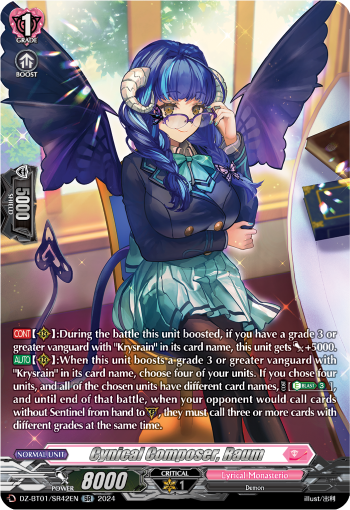 1
GRADE
BOOST
5000
SHIELD
CONT【】:During the battle this unit boosted, if you have a grade 3 or
greater vanguard with "Krysrain" in its card name, this unit gets +5000.
AUTO【】:When this unit boosts a grade 3 or greater vanguard with
"Krysrain" in its card name, choose four of your units. If you chose four
units, and all of the chosen units have different card names, [E-BLAST 3],
and until end of that battle, when your opponent would call cards
without Sentinel from hand to , they must call three or more cards with
different grades at the same time.
NORMAL UNIT
Cynical Composer, Raum
POWER 8000
CRITICAL
1
Cynical Monasterio
Demon
DZ-BT01/SR42EN SR 2024
illust/出利